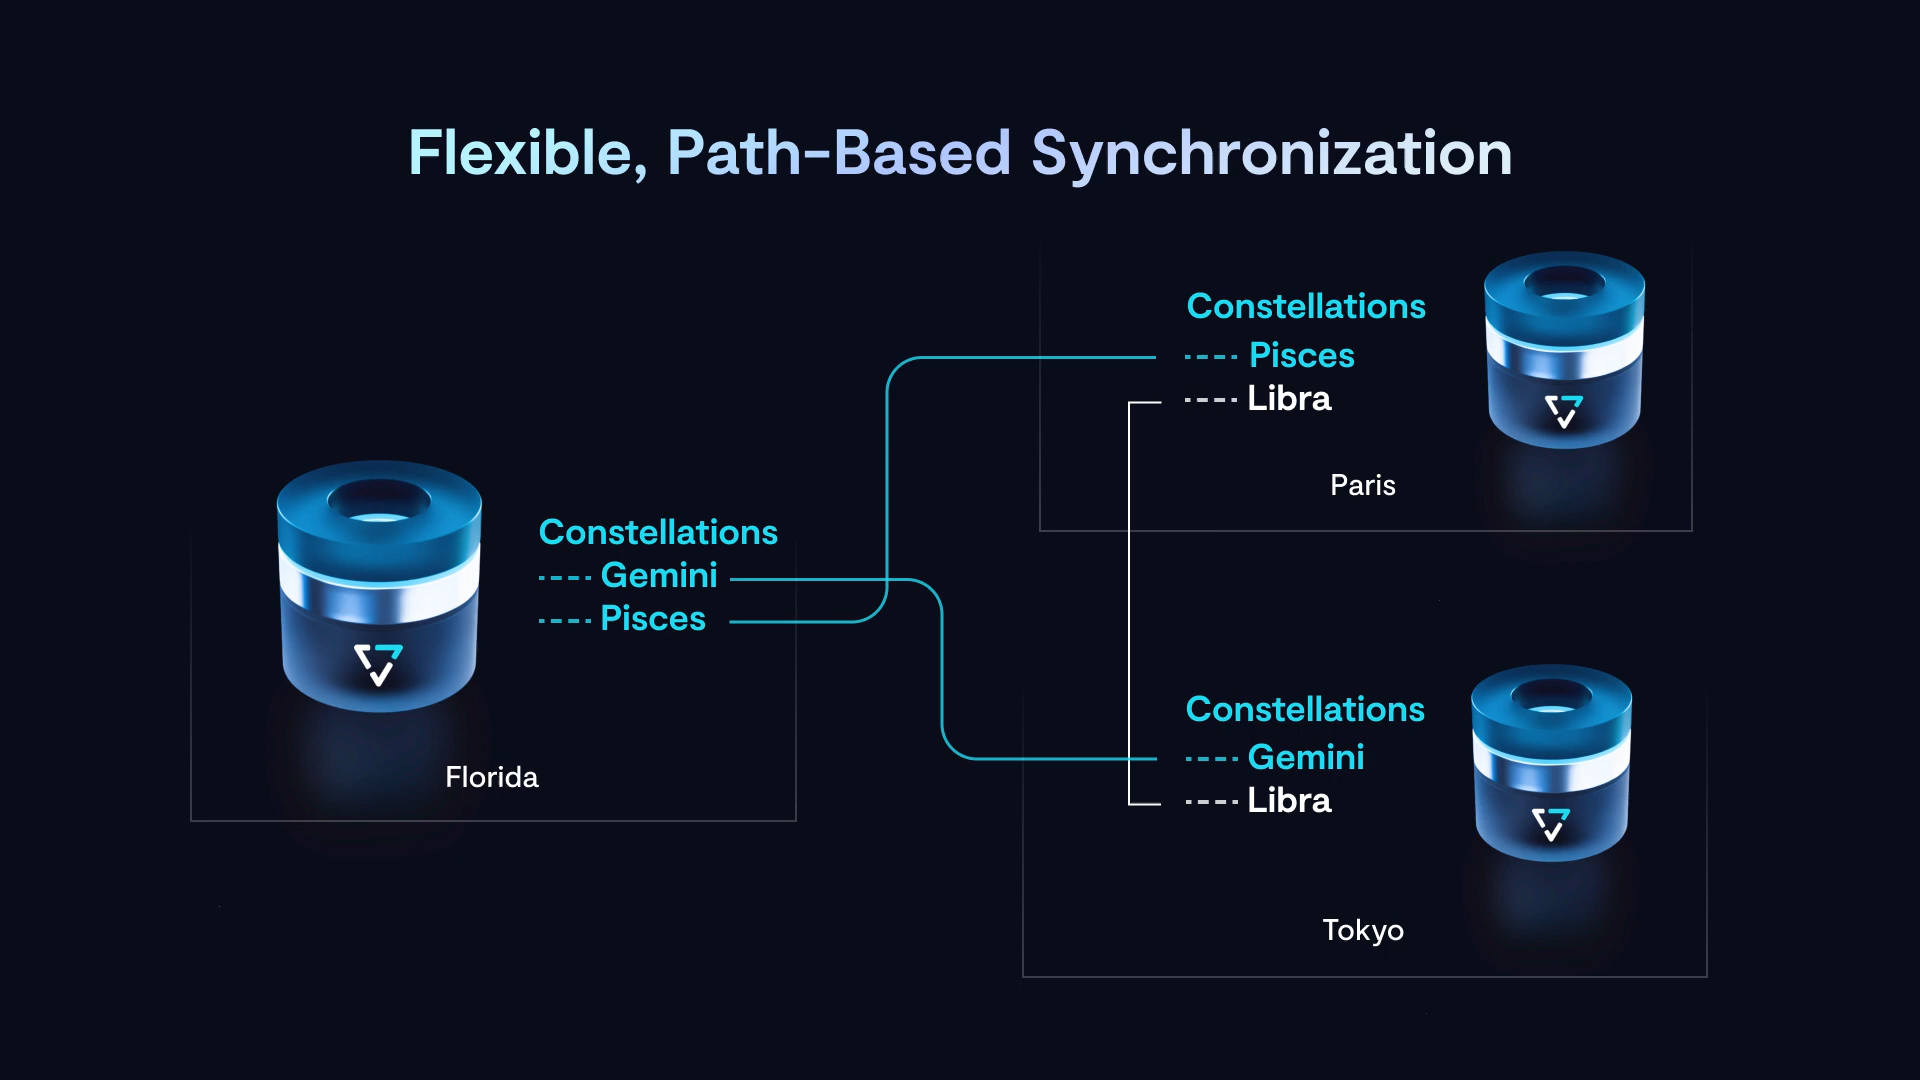 Flexible, Path-Based Synchronization
Constellations
Gemini
Pisces
Florida
Constellations
Pisces
Libra
Paris
Constellations
Gemini
Libra
Tokyo